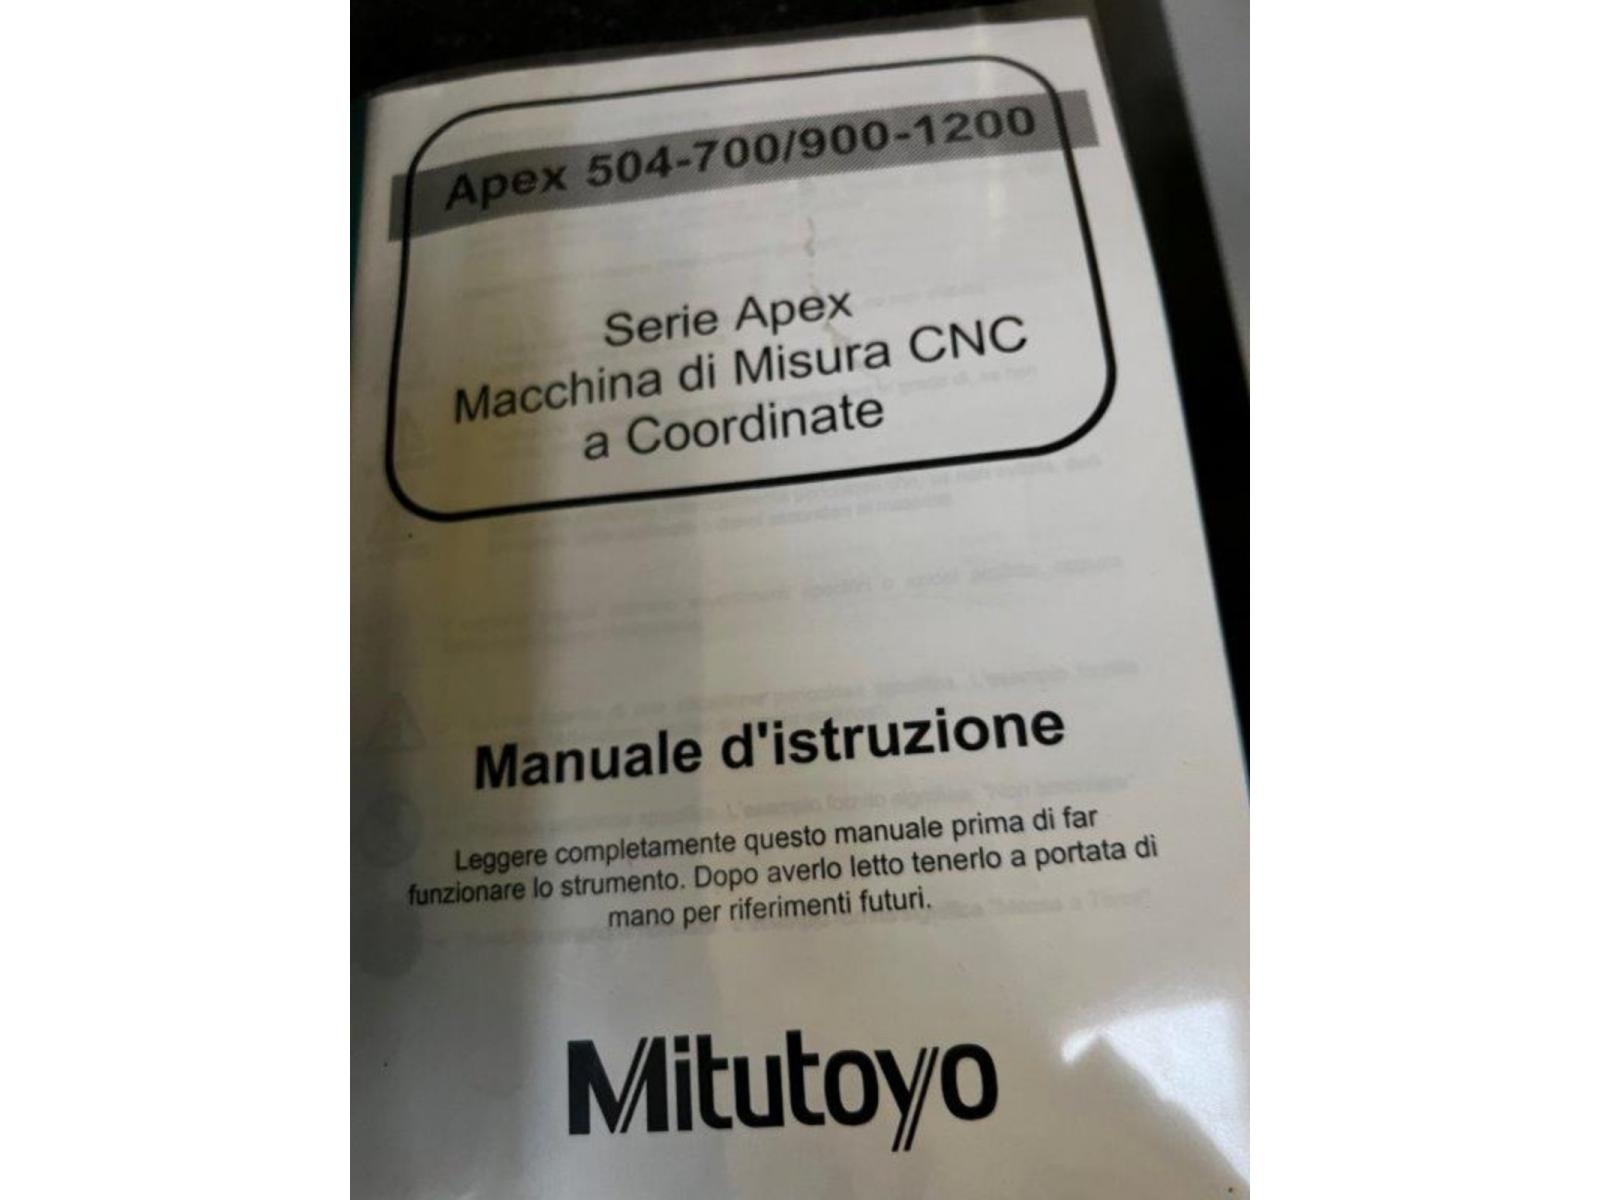 Apex 504-700/900-1200
Serie Apex
Macchina di Misura CNC
a Coordinate
Manuale d'istruzione
Leggere completamente questo manuale prima di far
funzionare lo strumento. Dopo averlo letto tenerlo a portata di
mano per riferimenti futuri.
Mitutoyo